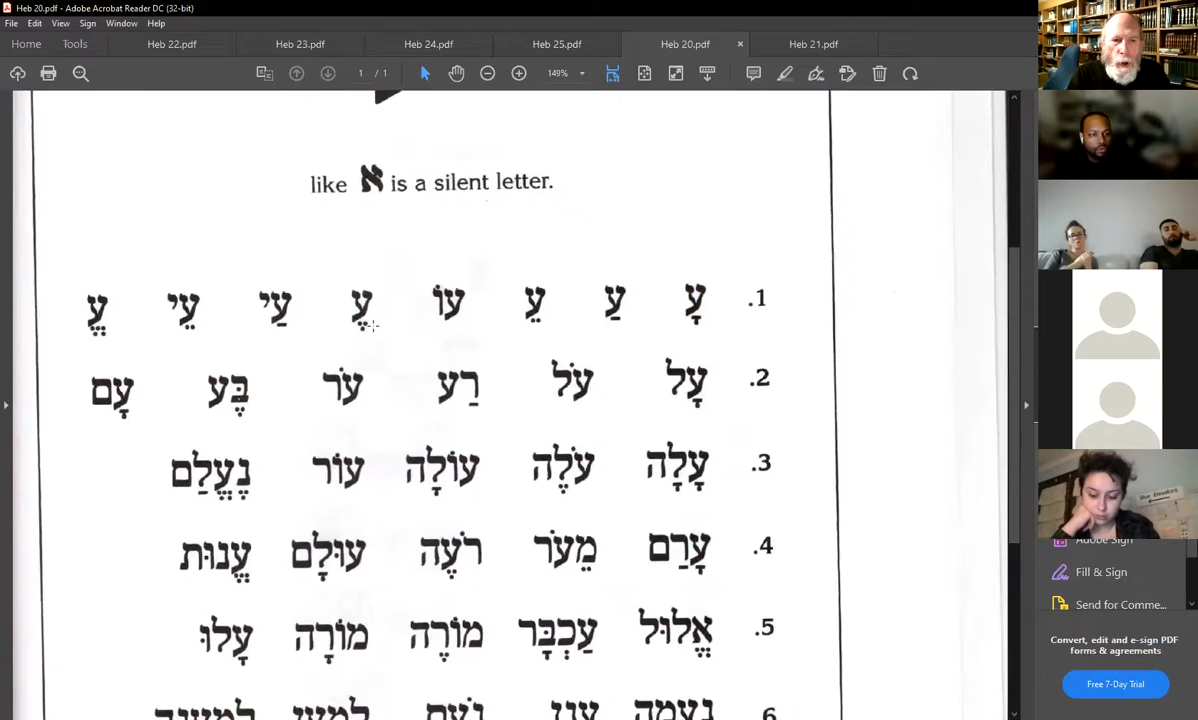 Heb 20.pdf - Adobe Acrobat Reader DC (32-bit)
File Edit View Sign Window Help
Home Tools Heb 22.pdf Heb 23.pdf Heb 24.pdf Heb 25.pdf Heb 20.pdf × Heb 21.pdf
1 / 1 149%
like א is a silent letter.
1. עָ עַ עֵ עוֹ עֶ עַי עֵי עֱ
2. עָל עֹל רַע עֹר בֶּע עָם
3. עָלָה עֹלֶה עוֹלָה עוֹר נֶעֱלַם
4. עָרַם מֵעֹר רֹעֶה עוּלָם עֱנוּת
5. אֱלוּל עַכְבָּר מוֹרֶה מוֹרָה עָלוּ
6.
Blue Elevators
Adobe Sign
Fill & Sign
Send for Comme...
Convert, edit and e-sign PDF
forms & agreements
Free 7-Day Trial